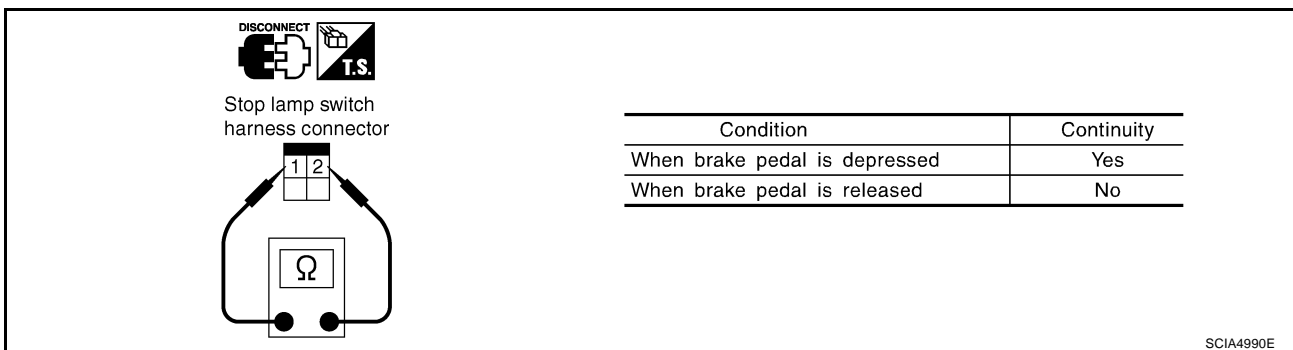 DISCONNECT
T.S.
Stop lamp switch
harness connector
1 2
Ω
Condition Continuity
When brake pedal is depressed Yes
When brake pedal is released No
SCIA4990E